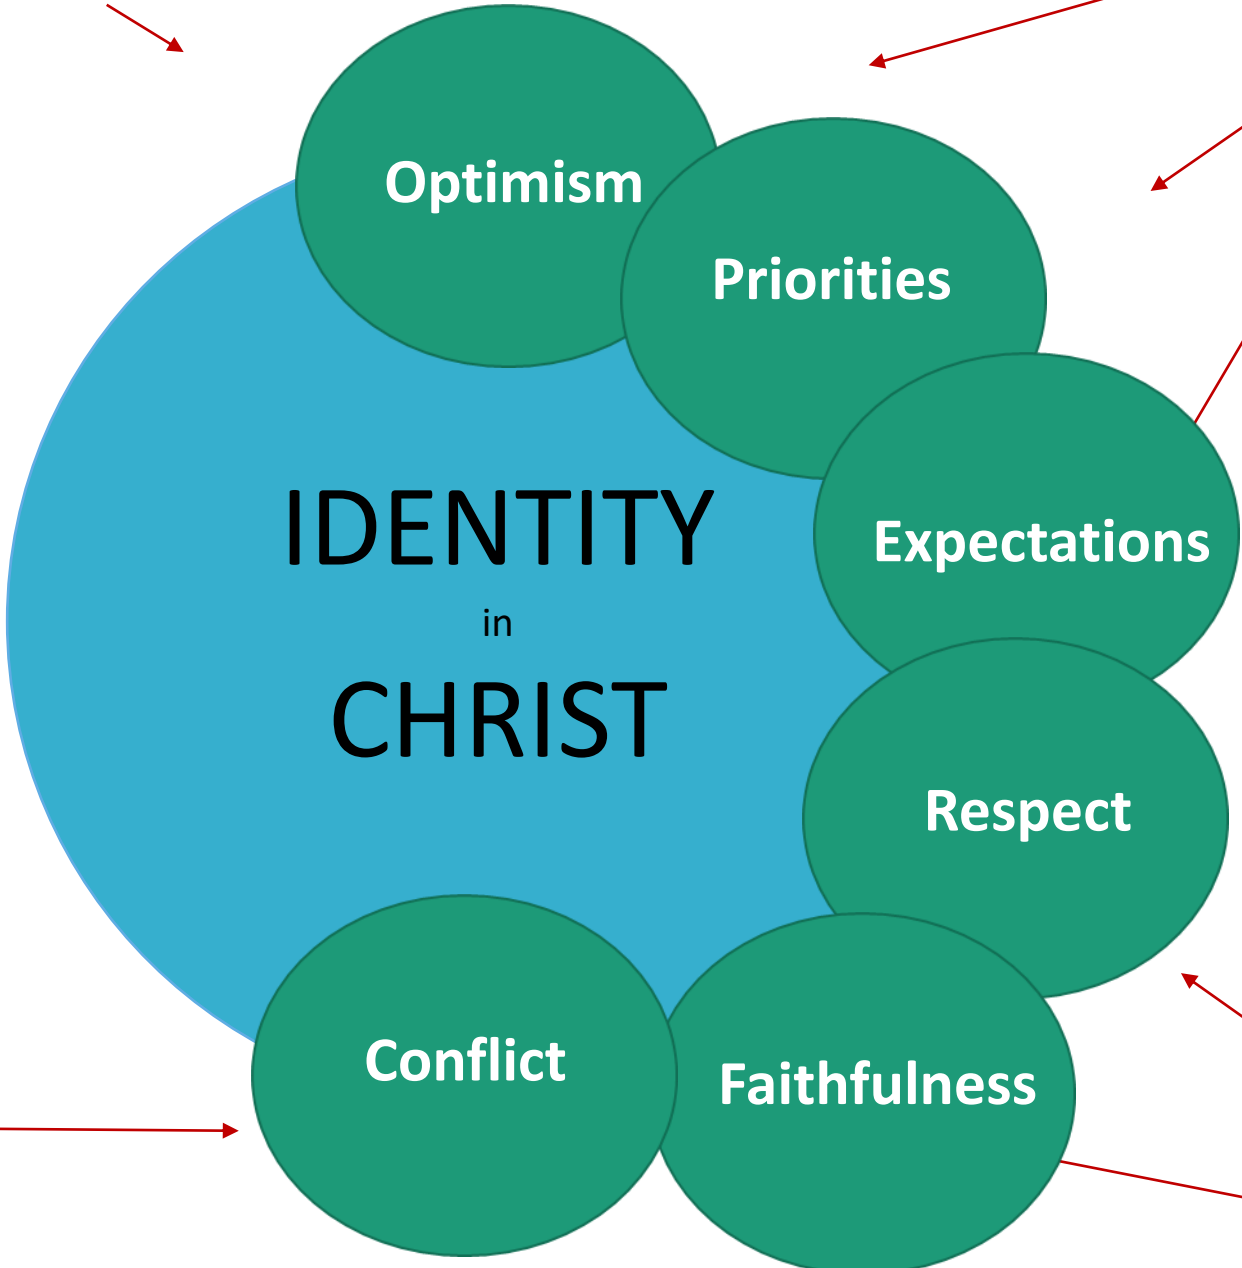 Optimism
Priorities
Expectations
IDENTITY
in
CHRIST
Respect
Conflict
Faithfulness